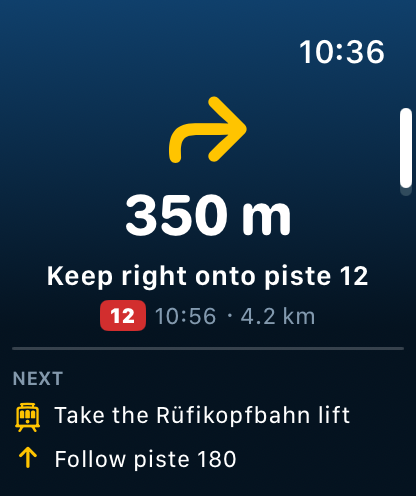 10:36
350 m
Keep right onto piste 12
12 10:56 · 4.2 km
NEXT
Take the Rüfikopfbahn lift
Follow piste 180